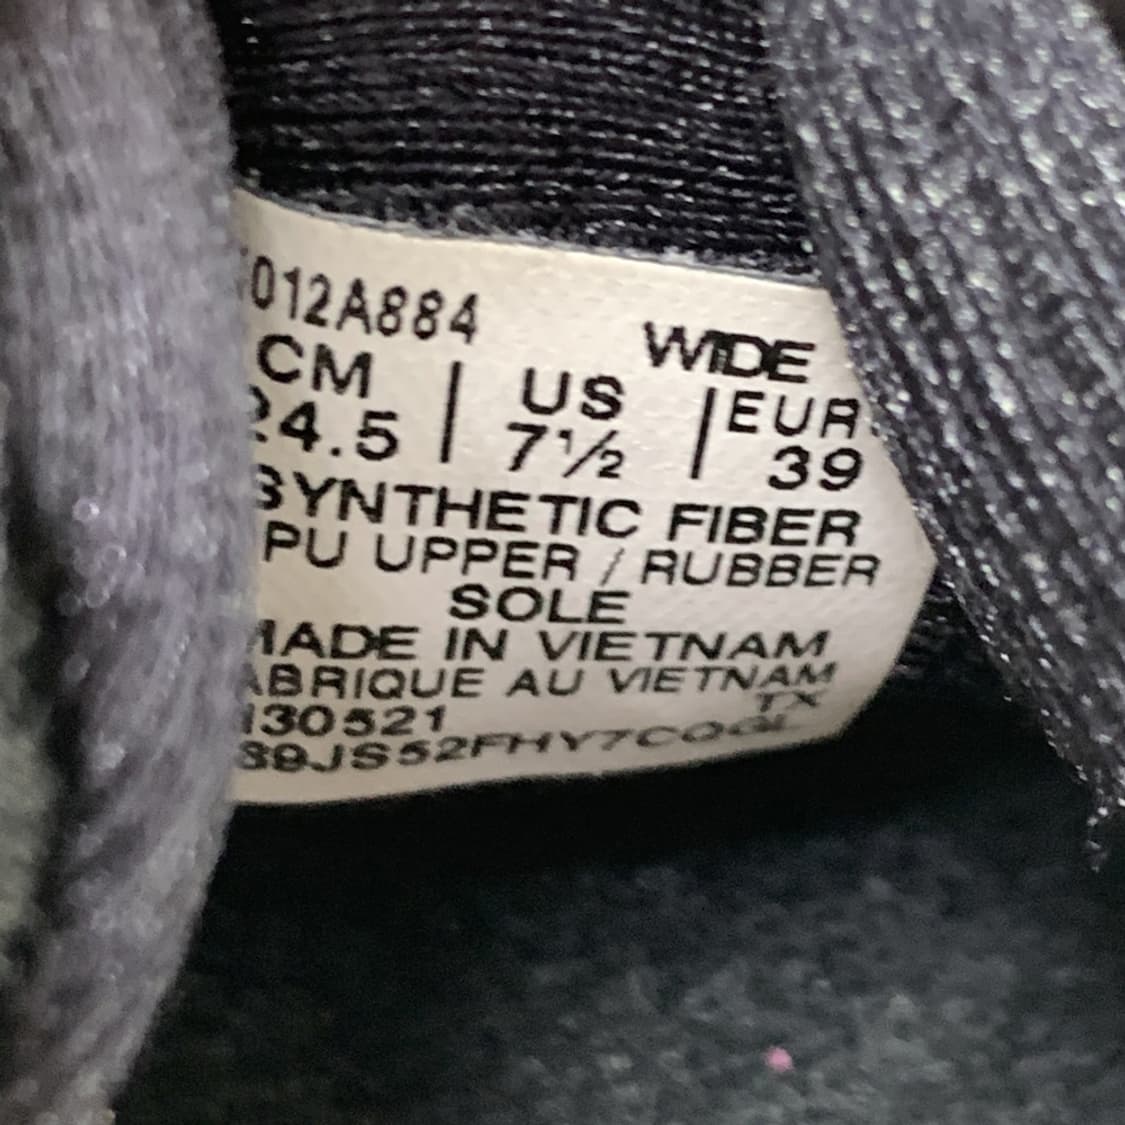 012A884
WIDE
CM | US | EUR
24.5 | 7½ | 39
SYNTHETIC FIBER
PU UPPER / RUBBER
SOLE
MADE IN VIETNAM
ABRIQUE AU VIETNAM
130521 TX